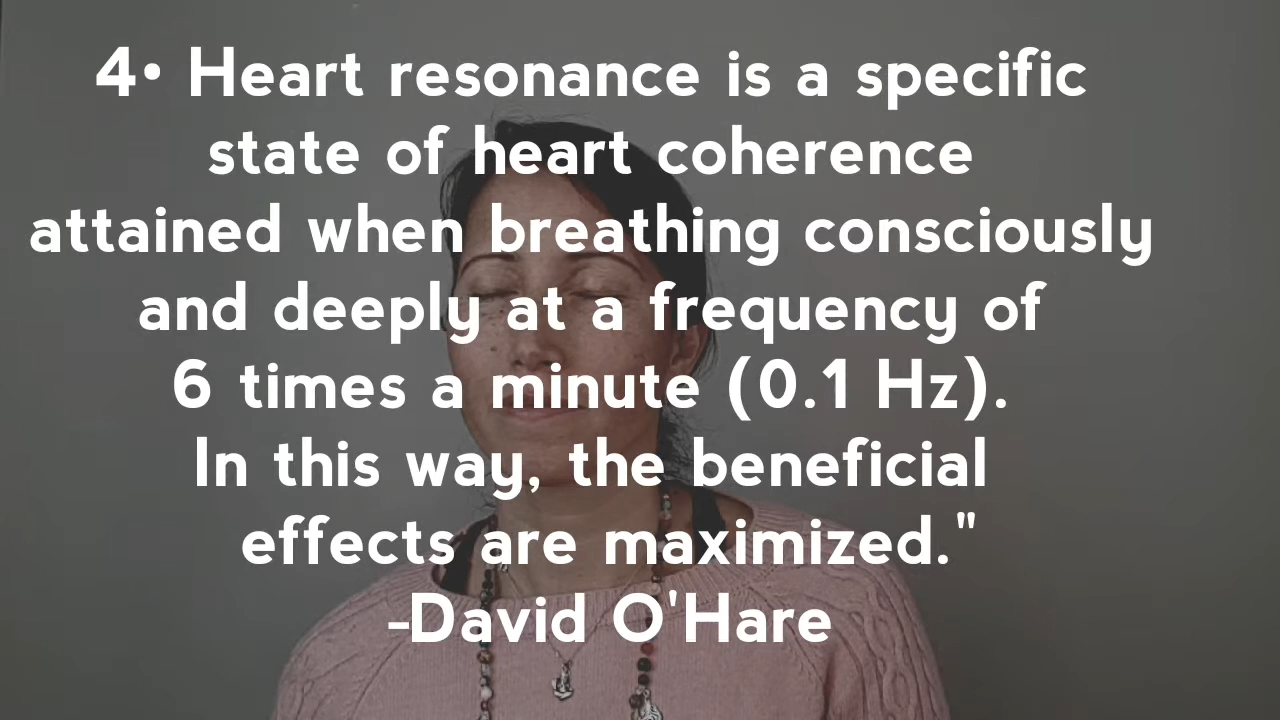 4• Heart resonance is a specific
state of heart coherence
attained when breathing consciously
and deeply at a frequency of
6 times a minute (0.1 Hz).
In this way, the beneficial
effects are maximized."
-David O'Hare